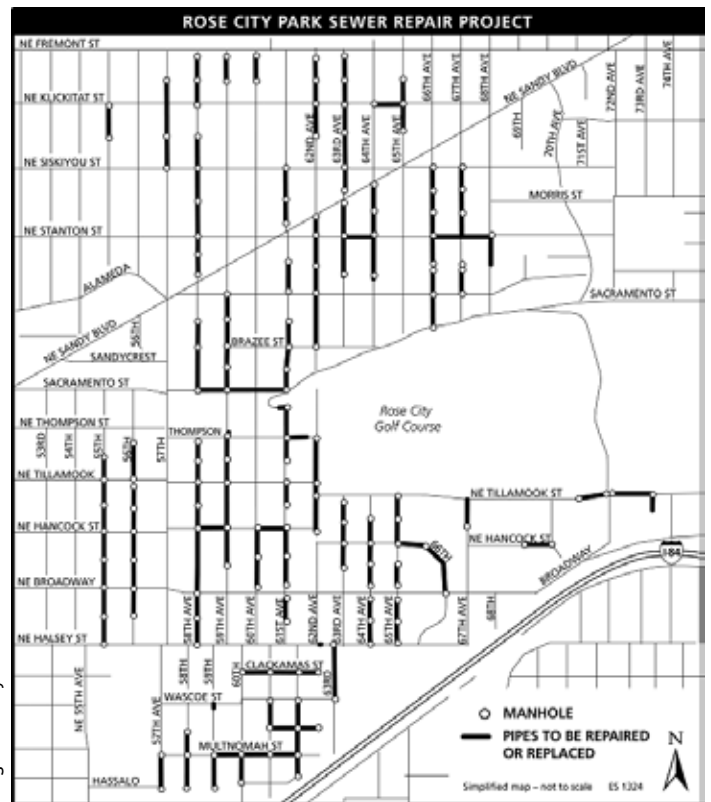 ROSE CITY PARK SEWER REPAIR PROJECT
NE FREMONT ST
66TH AVE
67TH AVE
68TH AVE
NE SANDY BLVD
72ND AVE
73RD AVE
74TH AVE
NE KLICKITAT ST
62ND AVE
63RD AVE
64TH AVE
65TH AVE
69TH
70TH AVE
71ST AVE
NE SISKIYOU ST
MORRIS ST
NE STANTON ST
ALAMEDA
SACRAMENTO ST
NE SANDY BLVD
56TH
BRAZEE ST
SANDYCREST
SACRAMENTO ST
Rose City
Golf Course
NE THOMPSON ST
THOMPSON
53RD
54TH
55TH
56TH
57TH
NE TILLAMOOK
NE TILLAMOOK ST
NE HANCOCK ST
NE HANCOCK ST
66TH
BROADWAY
I-84
NE BROADWAY
58TH AVE
59TH AVE
60TH AVE
61ST AVE
62ND AVE
63RD AVE
64TH AVE
65TH AVE
67TH AVE
68TH
NE HALSEY ST
58TH
59TH
60TH
CLACKAMAS ST
63RD
NE 55TH AVE
WASCOE ST
57TH AVE
MULTNOMAH ST
HASSALO
MANHOLE
PIPES TO BE REPAIRED
OR REPLACED
N
Simplified map – not to scale
ES 1324